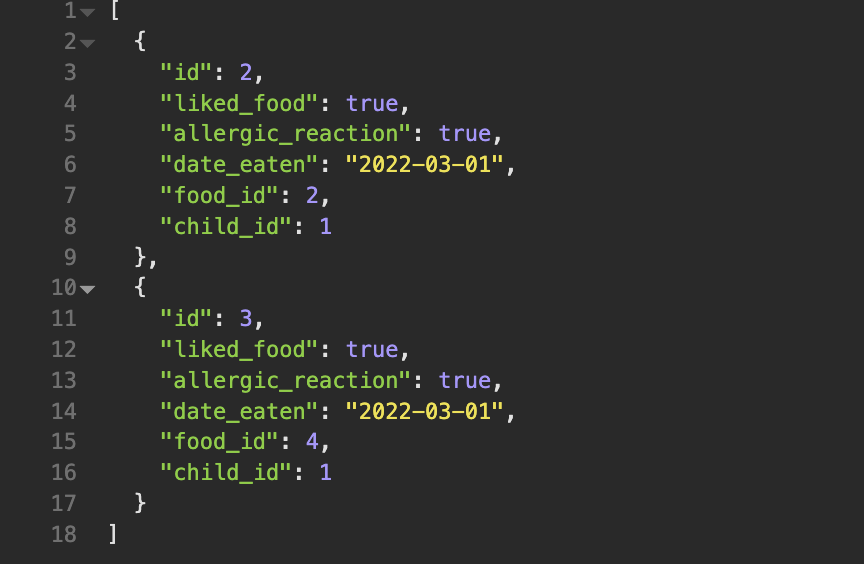 1 [
2 {
3 "id": 2,
4 "liked_food": true,
5 "allergic_reaction": true,
6 "date_eaten": "2022-03-01",
7 "food_id": 2,
8 "child_id": 1
9 },
10 {
11 "id": 3,
12 "liked_food": true,
13 "allergic_reaction": true,
14 "date_eaten": "2022-03-01",
15 "food_id": 4,
16 "child_id": 1
17 }
18 ]